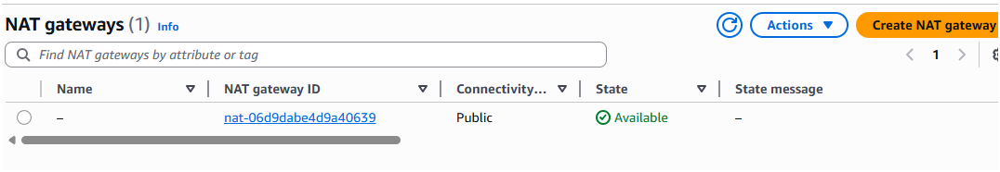 NAT gateways (1) Info
Actions
Create NAT gateway
Find NAT gateways by attribute or tag
1
Name NAT gateway ID Connectivity... State State message
– nat-06d9dabe4d9a40639 Public Available –